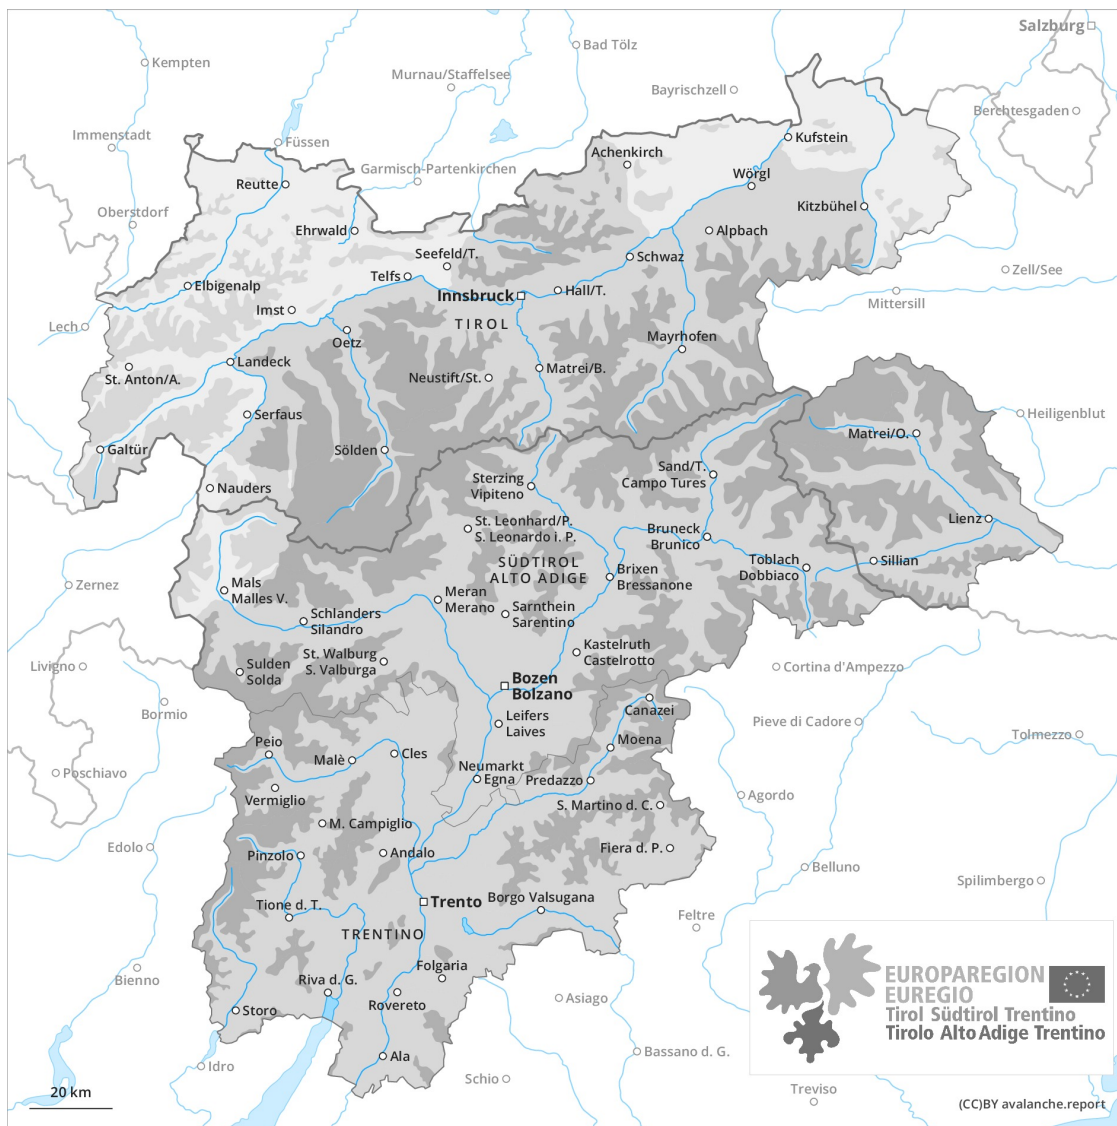 Salzburg
Bad Tölz
Kempten
Murnau/Staffelsee
Bayrischzell
Berchtesgaden
Immenstadt
Füssen
Kufstein
Achenkirch
Garmisch-Partenkirchen
Wörgl
Reutte
Kitzbühel
Oberstdorf
Ehrwald
Alpbach
Seefeld/T.
Schwaz
Telfs
Zell/See
Elbigenalp
Hall/T.
Innsbruck
Mittersill
Imst
TIROL
Lech
Oetz
Mayrhofen
Landeck
St. Anton/A.
Neustift/St.
Matrei/B.
Serfaus
Heiligenblut
Matrei/O.
Galtür
Sölden
Sand/T.
Campo Tures
Sterzing
Vipiteno
Nauders
Lienz
St. Leonhard/P.
S. Leonardo i. P.
Bruneck
Brunico
SÜDTIROL
ALTO ADIGE
Toblach
Dobbiaco
Sillian
Brixen
Bressanone
Zernez
Mals
Malles V.
Meran
Merano
Sarnthein
Sarentino
Schlanders
Silandro
Kastelruth
Castelrotto
St. Walburg
S. Valburga
Livigno
Sulden
Solda
Cortina d'Ampezzo
Bozen
Bolzano
Canazei
Bormio
Leifers
Laives
Pieve di Cadore
Tolmezzo
Peio
Cles
Moena
Malè
Neumarkt
Egna
Predazzo
Poschiavo
Vermiglio
Agordo
S. Martino d. C.
M. Campiglio
Edolo
Pinzolo
Andalo
Fiera d. P.
Belluno
Spilimbergo
Tione d. T.
Trento
Borgo Valsugana
Feltre
TRENTINO
Folgaria
Bienno
Riva d. G.
Rovereto
Asiago
Storo
EUROPAREGION
EUREGIO
Tirol Südtirol Trentino
Tirolo Alto Adige Trentino
Ala
Bassano d. G.
Idro
Schio
Treviso
20 km
(CC)BY avalanche.report